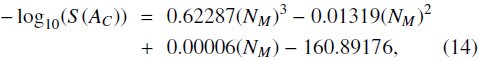 −log₁₀(S(A_C)) = 0.62287(N_M)³ − 0.01319(N_M)²
+ 0.00006(N_M) − 160.89176, (14)